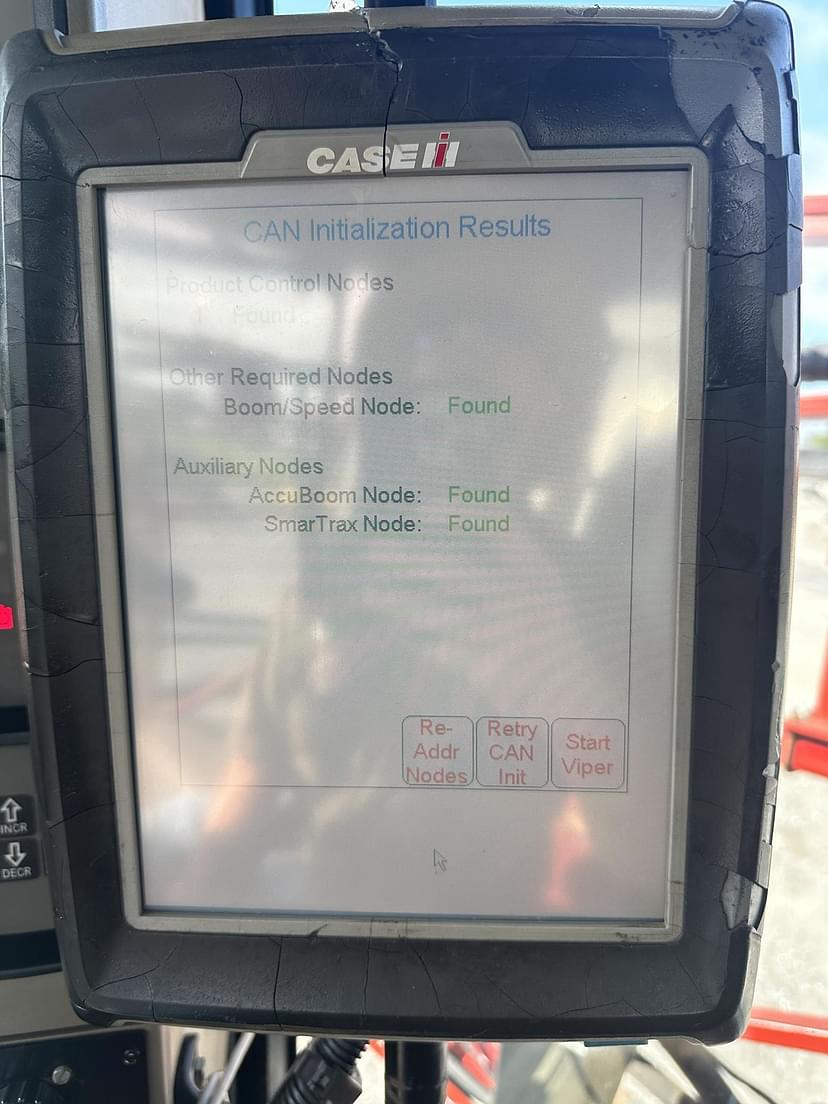 CASE IH
CAN Initialization Results
Product Control Nodes
1 Found
Other Required Nodes
Boom/Speed Node: Found
Auxiliary Nodes
AccuBoom Node: Found
SmarTrax Node: Found
Re-
Addr
Nodes
Retry
CAN
Init
Start
Viper
INCR
DECR